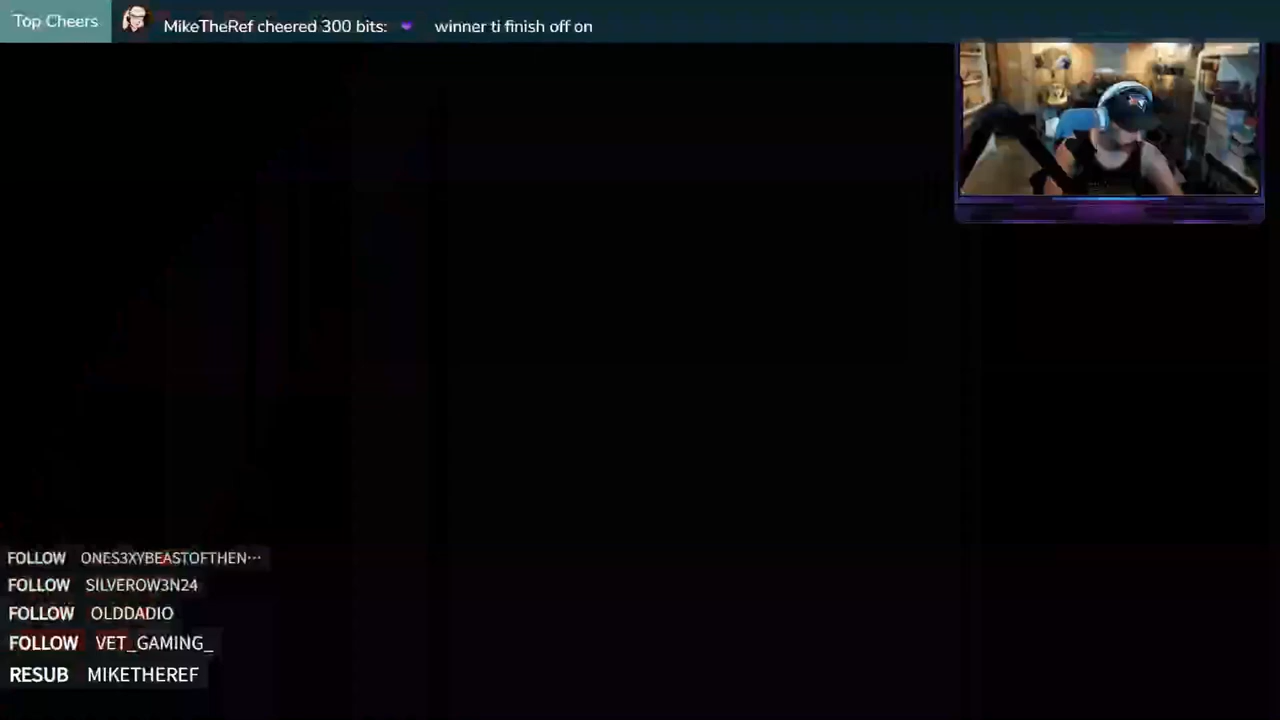 Top Cheers
MikeTheRef cheered 300 bits: winner ti finish off on
FOLLOW ONES3XYBEASTOFTHEN…
FOLLOW SILVEROW3N24
FOLLOW OLDDADIO
FOLLOW VET_GAMING_
RESUB MIKETHEREF